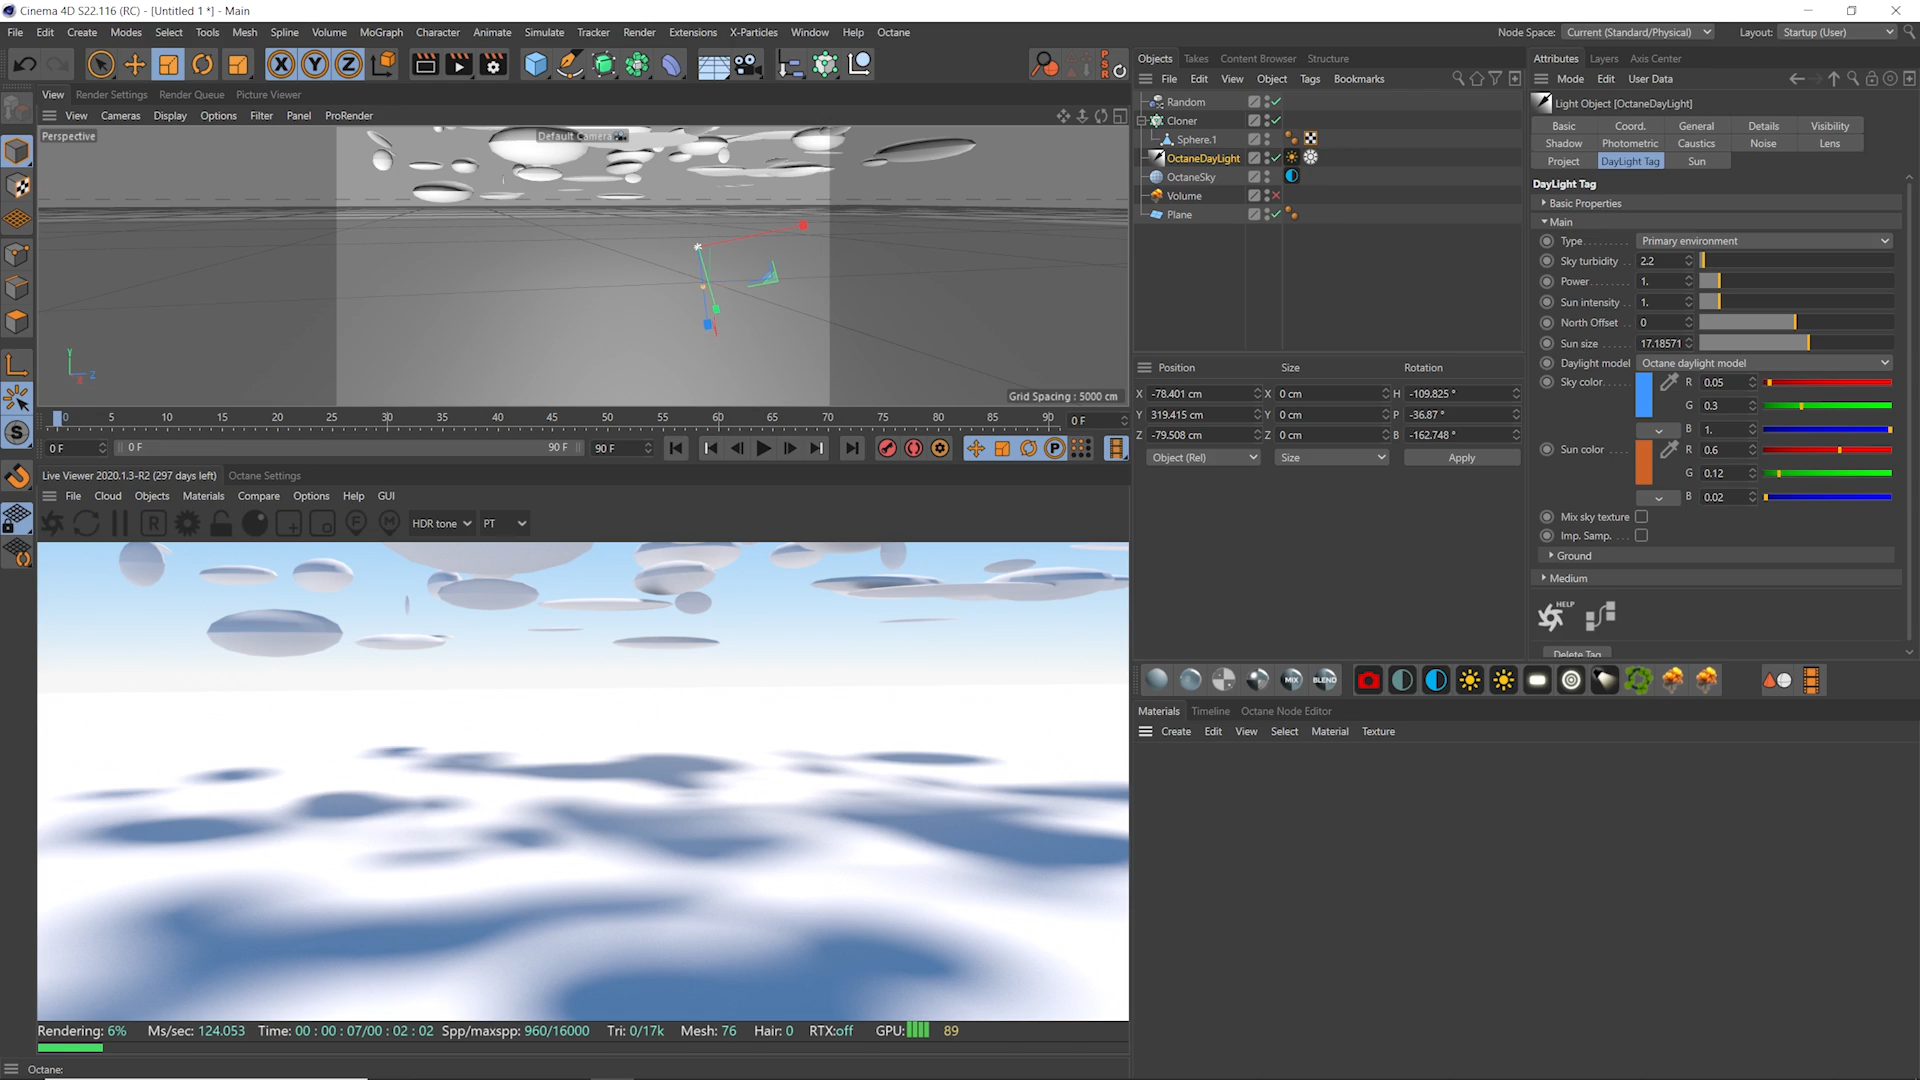 Cinema 4D S22.116 (RC) - [Untitled 1 *] - Main
File Edit Create Modes Select Tools Mesh Spline Volume MoGraph Character Animate Simulate Tracker Render Extensions X-Particles Window Help Octane
Node Space: Current (Standard/Physical) Layout: Startup (User)
X Y Z
PSR
View Render Settings Render Queue Picture Viewer
View Cameras Display Options Filter Panel ProRender
Perspective
Default Camera
Y
X Z
Grid Spacing : 5000 cm
0 5 10 15 20 25 30 35 40 45 50 55 60 65 70 75 80 85 90 0 F
0 F 0 F 90 F 90 F
P
S
Live Viewer 2020.1.3-R2 (297 days left) Octane Settings
File Cloud Objects Materials Compare Options Help GUI
R F M HDR tone PT
Rendering: 6% Ms/sec: 124.053 Time: 00 : 00 : 07/00 : 02 : 02 Spp/maxspp: 960/16000 Tri: 0/17k Mesh: 76 Hair: 0 RTX:off GPU: 89
Octane:
Objects Takes Content Browser Structure
File Edit View Object Tags Bookmarks
Random
Cloner
Sphere.1
OctaneDayLight
OctaneSky
Volume
Plane
Position Size Rotation
X -78.401 cm X 0 cm H -109.825 °
Y 319.415 cm Y 0 cm P -36.87 °
Z -79.508 cm Z 0 cm B -162.748 °
Object (Rel) Size Apply
MIX BLEND
Materials Timeline Octane Node Editor
Create Edit View Select Material Texture
Attributes Layers Axis Center
Mode Edit User Data
Light Object [OctaneDayLight]
Basic Coord. General Details Visibility
Shadow Photometric Caustics Noise Lens
Project DayLight Tag Sun
DayLight Tag
Basic Properties
Main
Type........ Primary environment
Sky turbidity .. 2.2
Power....... 1.
Sun intensity .. 1.
North Offset .. 0
Sun size ...... 17.18571
Daylight model Octane daylight model
Sky color..... R 0.05
G 0.3
B 1.
Sun color .... R 0.6
G 0.12
B 0.02
Mix sky texture
Imp. Samp. ...
Ground
Medium
HELP
Delete Tag